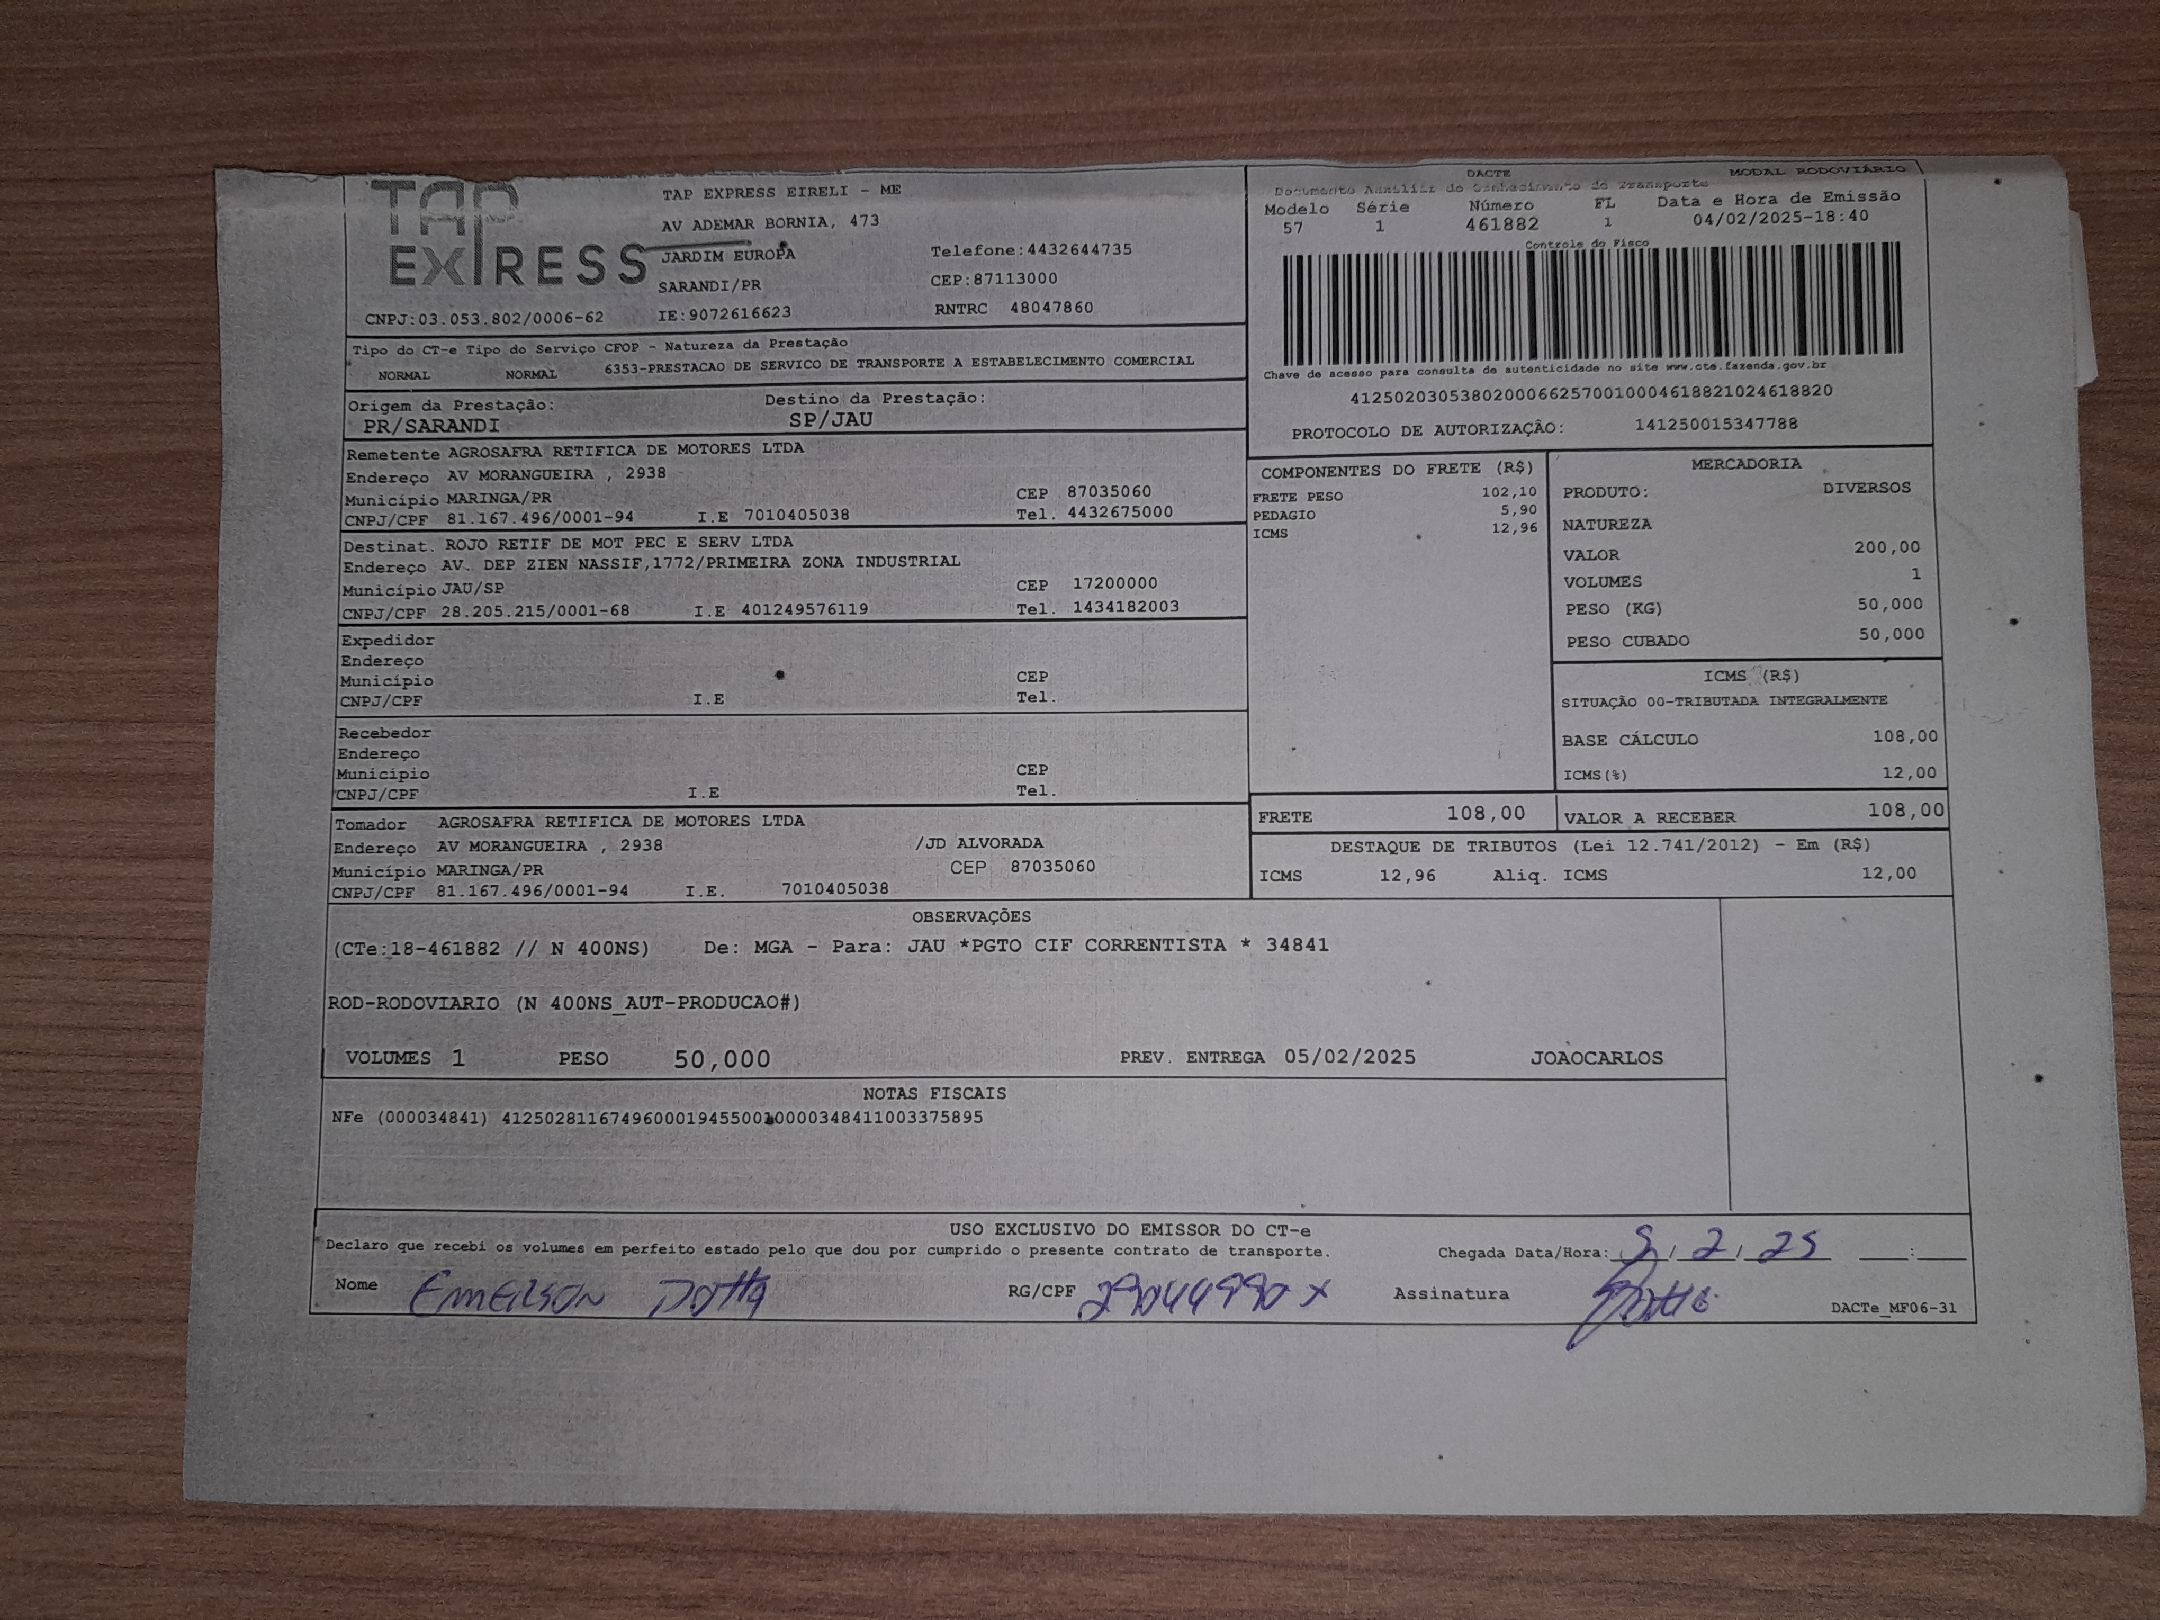 TAP
EXPRESS
TAP EXPRESS EIRELI - ME
AV ADEMAR BORNIA, 473
JARDIM EUROPA Telefone:4432644735
SARANDI/PR CEP:87113000
CNPJ:03.053.802/0006-62 IE:9072616623 RNTRC 48047860
DACTE MODAL RODOVIÁRIO
Documento Auxiliar do Conhecimento de Transporte
Modelo Série Número FL Data e Hora de Emissão
57 1 461882 1 04/02/2025-18:40
Controle do Fisco
Chave de acesso para consulta de autenticidade no site www.cte.fazenda.gov.br
41250203053802000662570010004618821024618820
PROTOCOLO DE AUTORIZAÇÃO: 141250015347788
Tipo do CT-e Tipo do Serviço CFOP - Natureza da Prestação
NORMAL NORMAL 6353-PRESTACAO DE SERVICO DE TRANSPORTE A ESTABELECIMENTO COMERCIAL
Origem da Prestação: Destino da Prestação:
PR/SARANDI SP/JAU
Remetente AGROSAFRA RETIFICA DE MOTORES LTDA
Endereço AV MORANGUEIRA , 2938
Município MARINGA/PR CEP 87035060
CNPJ/CPF 81.167.496/0001-94 I.E 7010405038 Tel. 4432675000
Destinat. ROJO RETIF DE MOT PEC E SERV LTDA
Endereço AV. DEP ZIEN NASSIF,1772/PRIMEIRA ZONA INDUSTRIAL
Município JAU/SP CEP 17200000
CNPJ/CPF 28.205.215/0001-68 I.E 401249576119 Tel. 1434182003
Expedidor
Endereço
Município CEP
CNPJ/CPF I.E Tel.
Recebedor
Endereço
Município CEP
CNPJ/CPF I.E Tel.
Tomador AGROSAFRA RETIFICA DE MOTORES LTDA
Endereço AV MORANGUEIRA , 2938 /JD ALVORADA
Município MARINGA/PR CEP 87035060
CNPJ/CPF 81.167.496/0001-94 I.E. 7010405038
COMPONENTES DO FRETE (R$)
FRETE PESO 102,10
PEDAGIO 5,90
ICMS 12,96
MERCADORIA
PRODUTO: DIVERSOS
NATUREZA
VALOR 200,00
VOLUMES 1
PESO (KG) 50,000
PESO CUBADO 50,000
ICMS (R$)
SITUAÇÃO 00-TRIBUTADA INTEGRALMENTE
BASE CÁLCULO 108,00
ICMS(%) 12,00
FRETE 108,00 VALOR A RECEBER 108,00
DESTAQUE DE TRIBUTOS (Lei 12.741/2012) - Em (R$)
ICMS 12,96 Aliq. ICMS 12,00
OBSERVAÇÕES
(CTe:18-461882 // N 400NS) De: MGA - Para: JAU *PGTO CIF CORRENTISTA * 34841
ROD-RODOVIARIO (N 400NS_AUT-PRODUCAO#)
VOLUMES 1 PESO 50,000 PREV. ENTREGA 05/02/2025 JOAOCARLOS
NOTAS FISCAIS
NFe (000034841) 41250281167496000194550010000348411003375895
USO EXCLUSIVO DO EMISSOR DO CT-e
Declaro que recebi os volumes em perfeito estado pelo que dou por cumprido o presente contrato de transporte. Chegada Data/Hora: 5/2/25 __:__
Nome EMERSON Dotta RG/CPF 29044990 X Assinatura
DACTe_MF06-31